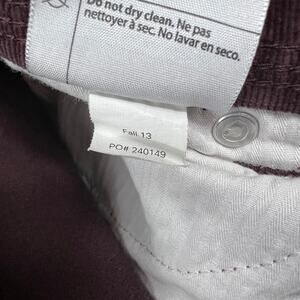 Do not dry clean. Ne pas
nettoyer à sec. No lavar en seco.
Fall 13
PO# 240149